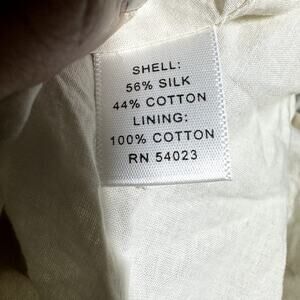 SHELL:
56% SILK
44% COTTON
LINING:
100% COTTON
RN 54023